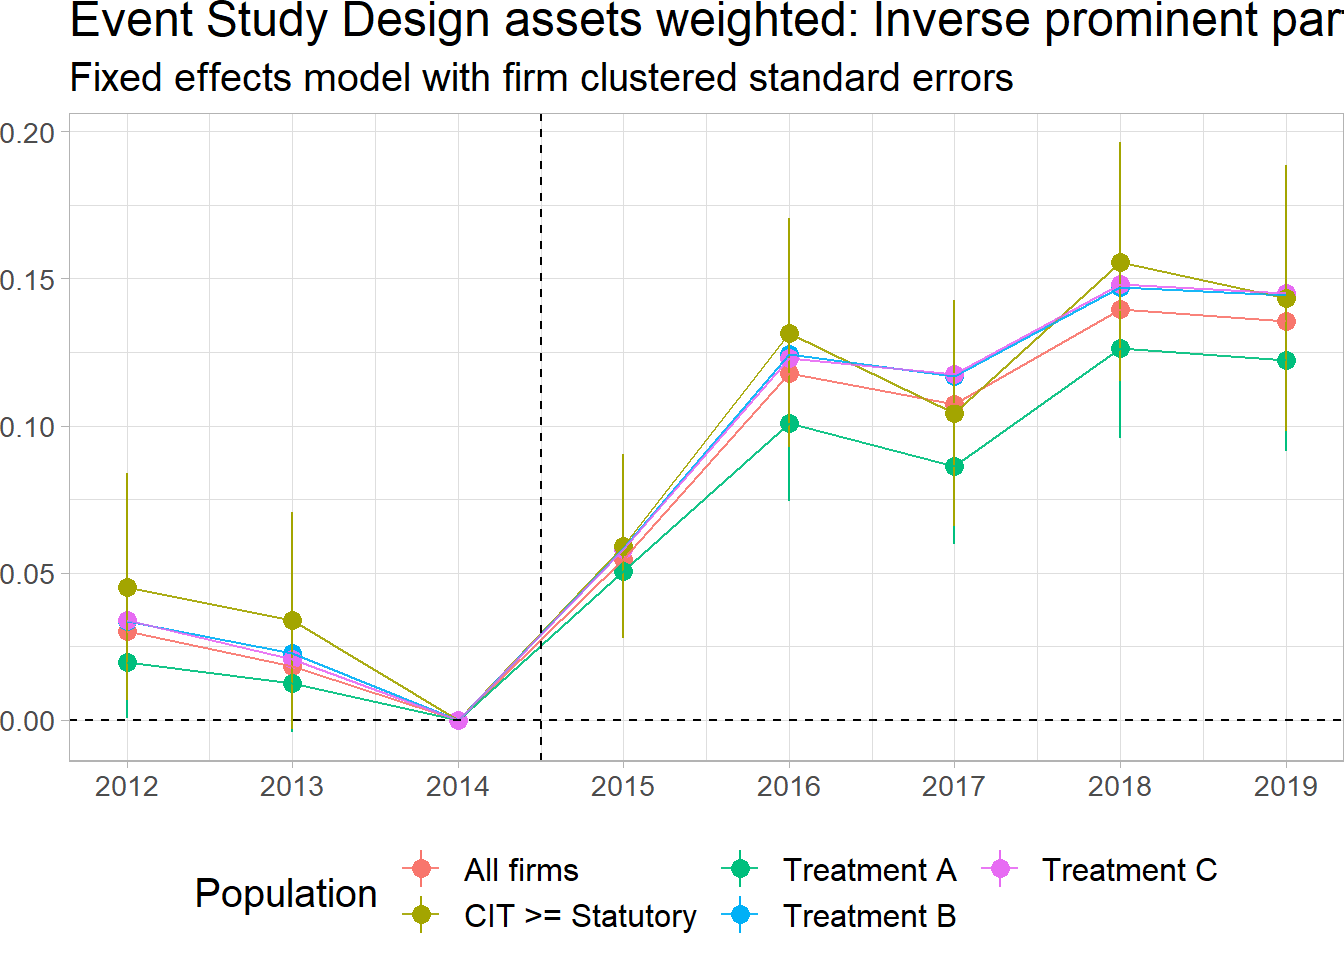 Event Study Design assets weighted: Inverse prominent par
Fixed effects model with firm clustered standard errors
0.20
0.15
0.10
0.05
0.00
2012 2013 2014 2015 2016 2017 2018 2019
Population
All firms
CIT >= Statutory
Treatment A
Treatment B
Treatment C